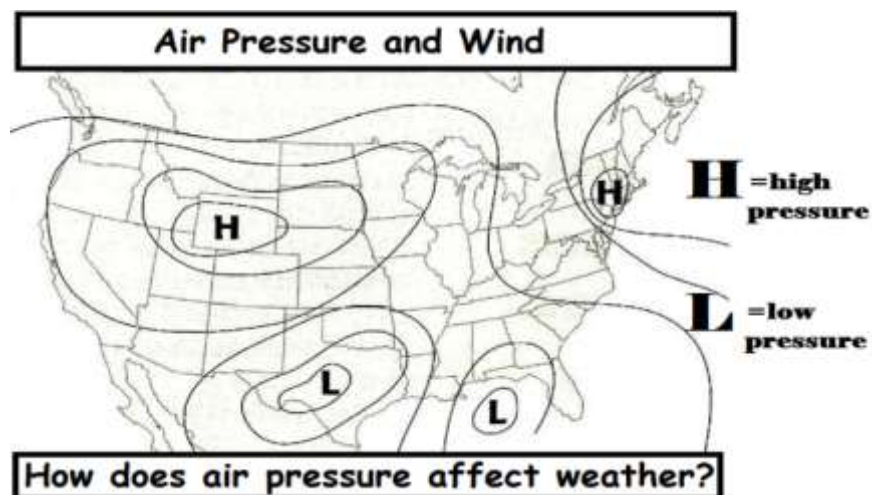 Air Pressure and Wind
H =high
pressure
H
H
L =low
pressure
L
L
How does air pressure affect weather?